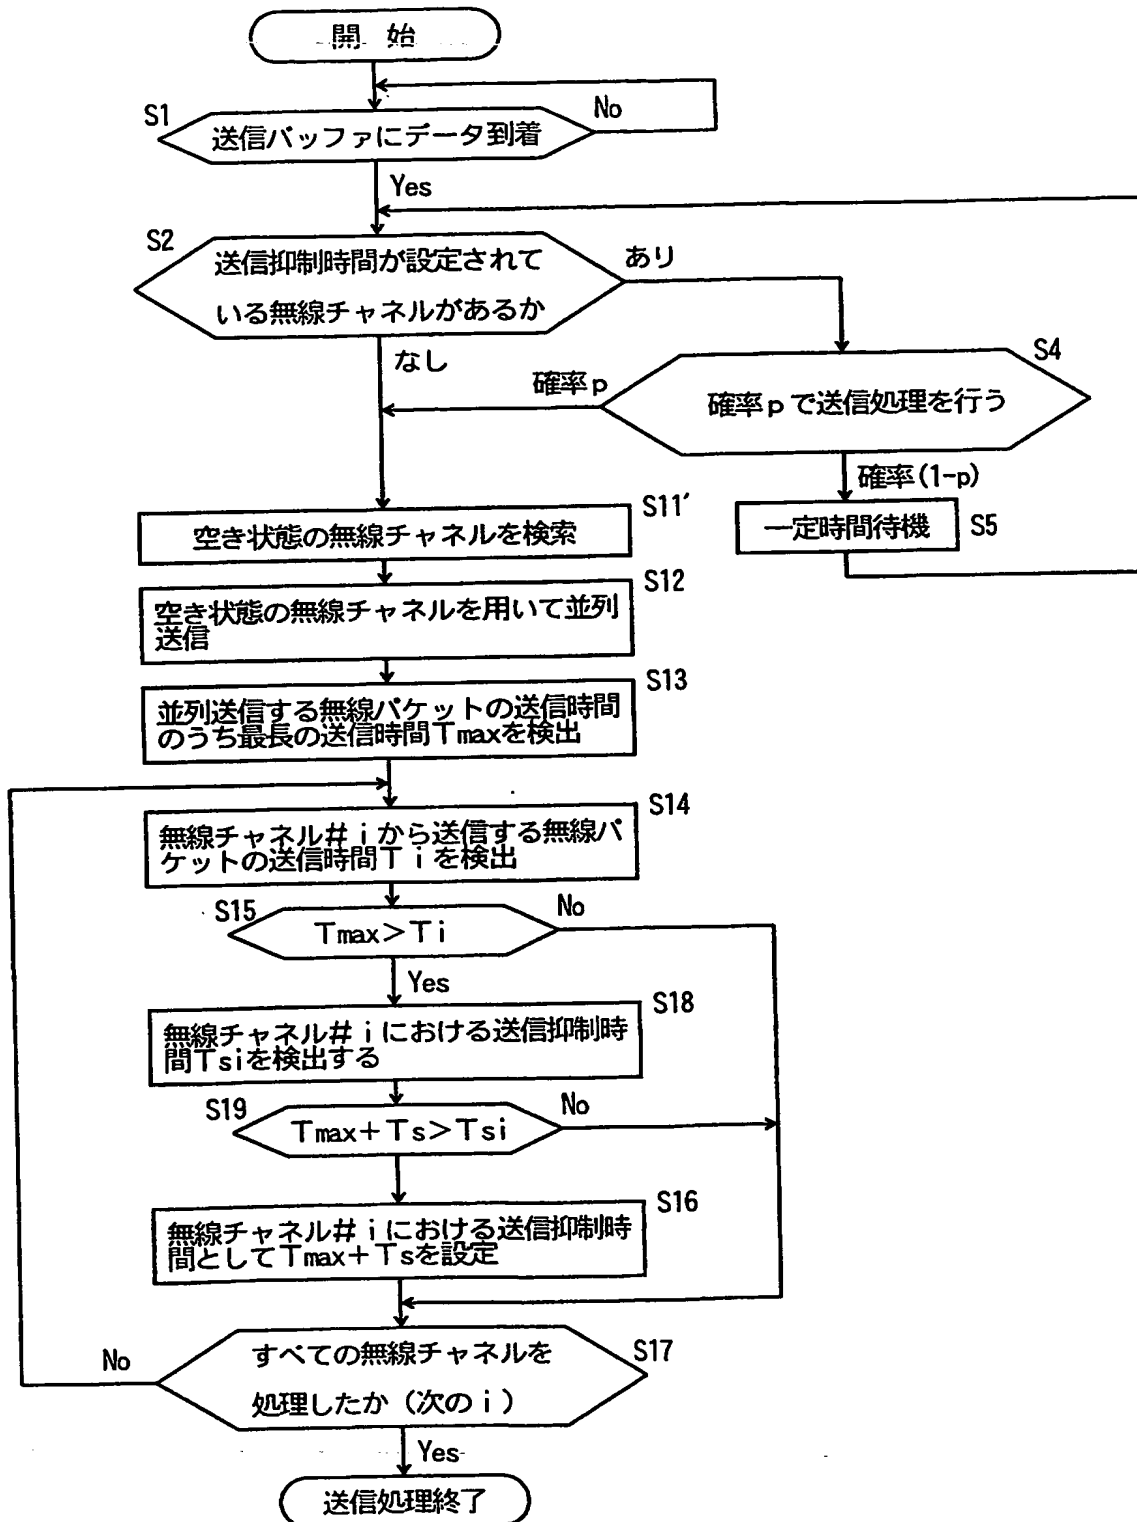 開 始
S1
送信バッファにデータ到着
No
Yes
S2
送信抑制時間が設定されて
いる無線チャネルがあるか
あり
なし
S4
確率p
確率pで送信処理を行う
確率(1-p)
一定時間待機
S5
S11′
空き状態の無線チャネルを検索
S12
空き状態の無線チャネルを用いて並列
送信
S13
並列送信する無線パケットの送信時間
のうち最長の送信時間Tmaxを検出
S14
無線チャネル#iから送信する無線パ
ケットの送信時間Tiを検出
S15
Tmax>Ti
No
Yes
S18
無線チャネル#iにおける送信抑制時
間Tsiを検出する
S19
Tmax+Ts>Tsi
No
S16
無線チャネル#iにおける送信抑制時
間としてTmax+Tsを設定
S17
すべての無線チャネルを
処理したか(次のi)
No
Yes
送信処理終了